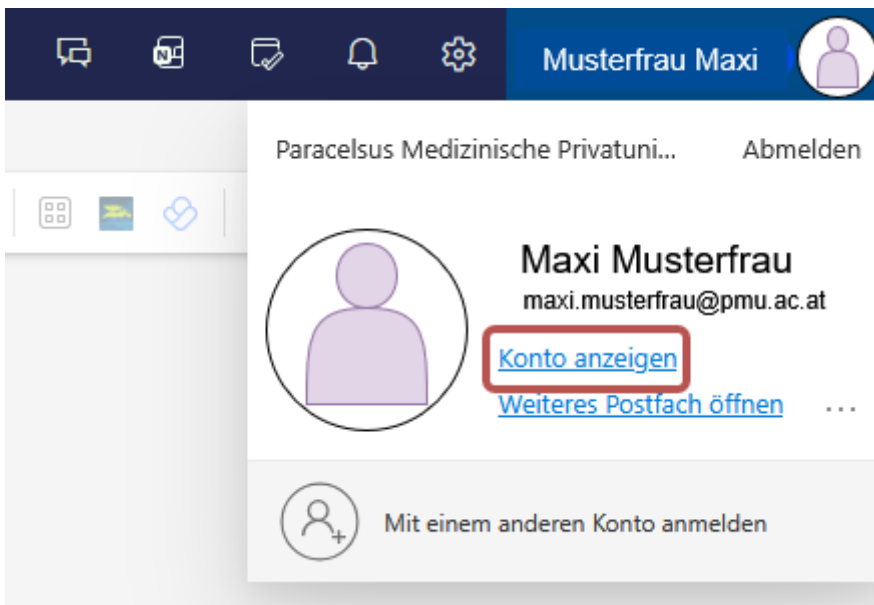 Musterfrau Maxi
Paracelsus Medizinische Privatuni... Abmelden
Maxi Musterfrau
maxi.musterfrau@pmu.ac.at
Konto anzeigen
Weiteres Postfach öffnen ...
Mit einem anderen Konto anmelden